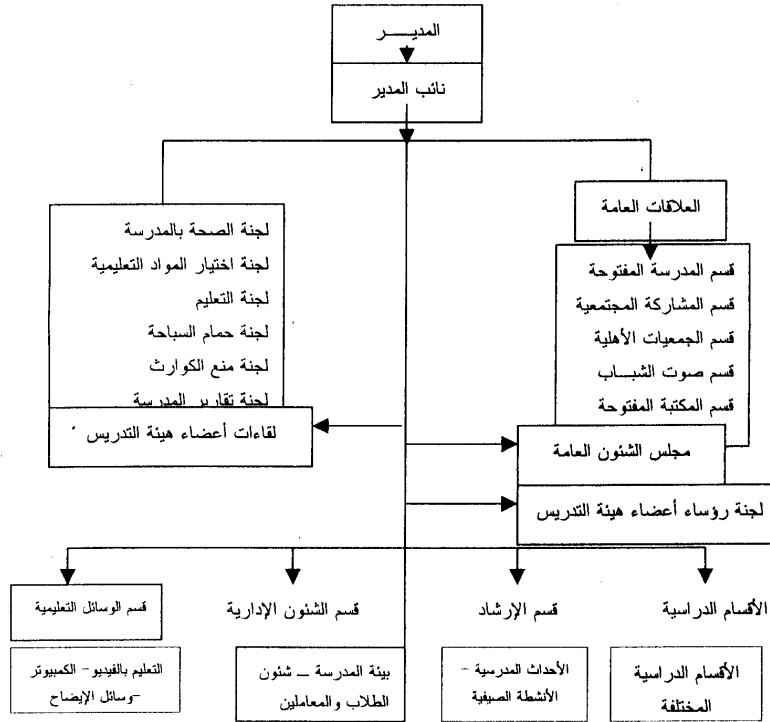 المديـــــر
نائب المدير
العلاقات العامة
قسم المدرسة المفتوحة
قسم المشاركة المجتمعية
قسم الجمعيات الأهلية
قسم صوت الشبـــاب
قسم المكتبة المفتوحة
لجنة الصحة بالمدرسة
لجنة اختيار المواد التعليمية
لجنة التعليم
لجنة حمام السباحة
لجنة منع الكوارث
لجنة تقارير المدرسة
لقاءات أعضاء هيئة التدريس
مجلس الشئون العامة
لجنة رؤساء أعضاء هيئة التدريس
الأقسام الدراسية
قسم الإرشاد
قسم الشئون الإدارية
قسم الوسائل التعليمية
الأقسام الدراسية
المختلفة
الأحداث المدرسية –
الأنشطة الصيفية
بيئة المدرسة ــ شئون
الطلاب والمعاملين
التعليم بالفيديو – الكمبيوتر
–وسائل الإيضاح